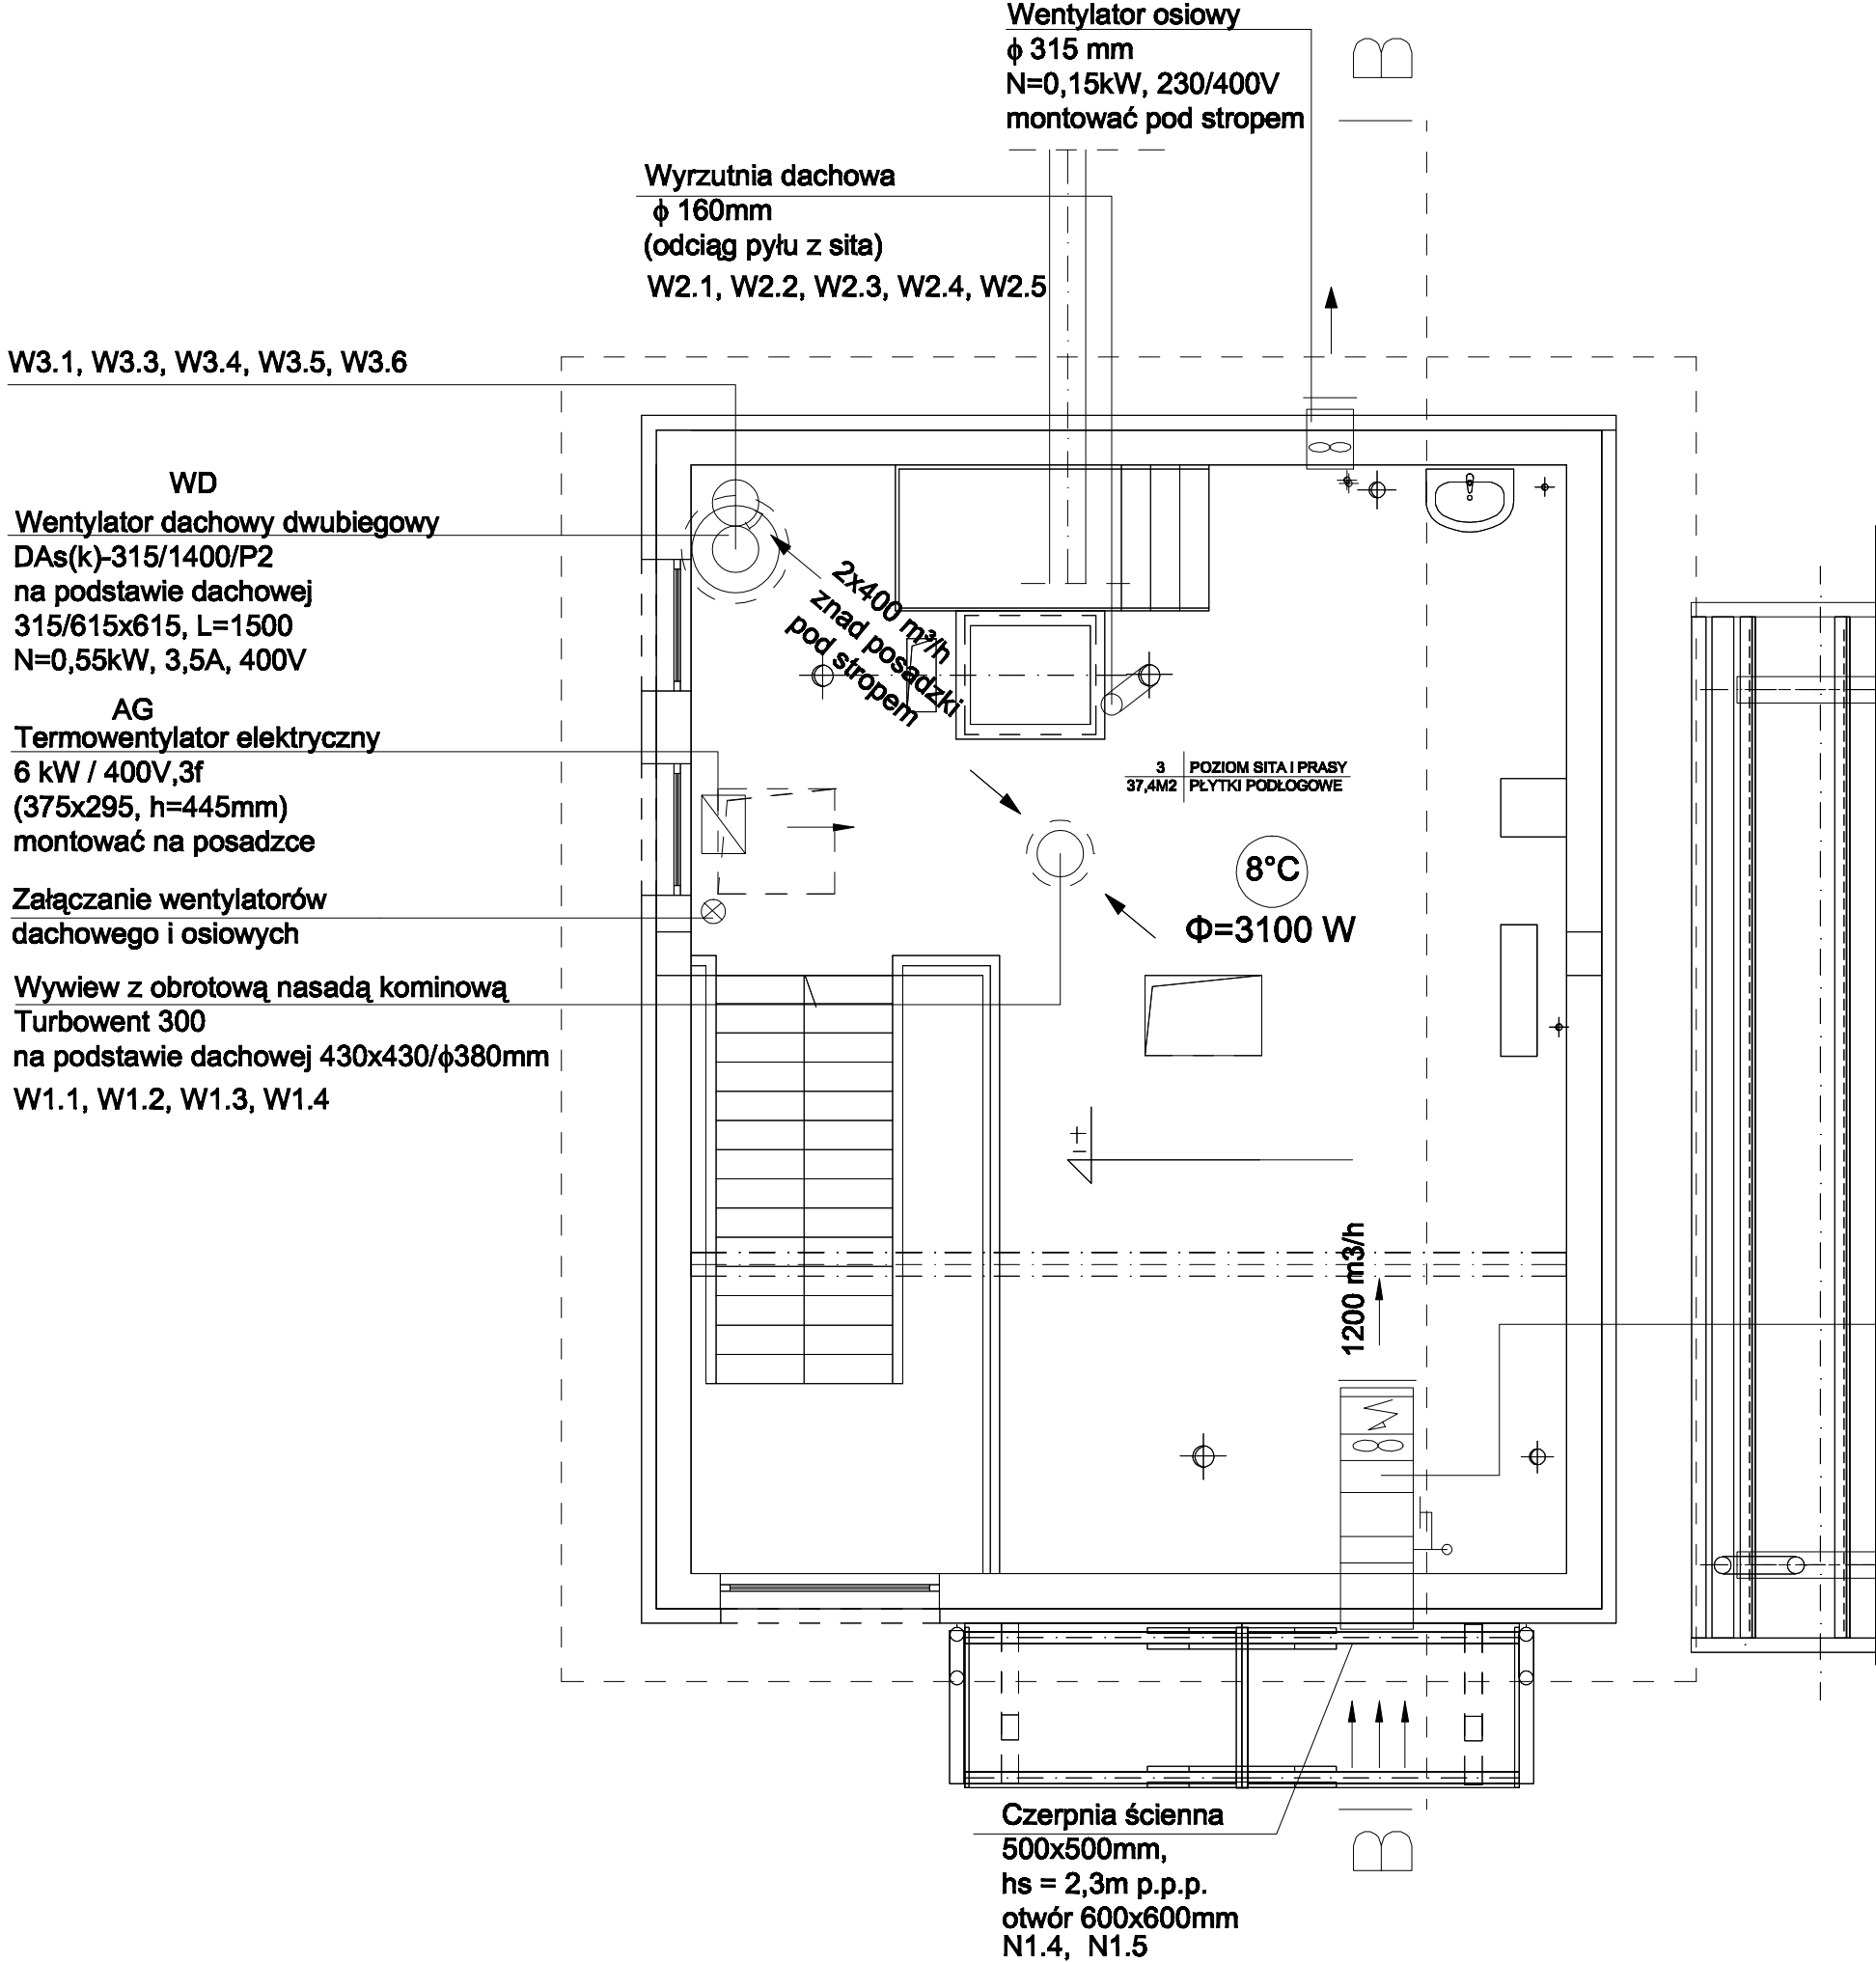 Wentylator osiowy
ϕ 315 mm
N=0,15kW, 230/400V
montować pod stropem
B
Wyrzutnia dachowa
ϕ 160mm
(odciąg pyłu z sita)
W2.1, W2.2, W2.3, W2.4, W2.5
W3.1, W3.3, W3.4, W3.5, W3.6
WD
Wentylator dachowy dwubiegowy
DAs(k)-315/1400/P2
na podstawie dachowej
315/615x615, L=1500
N=0,55kW, 3,5A, 400V
2x400 m³/h
znad posadzki
pod stropem
AG
Termowentylator elektryczny
6 kW / 400V,3f
(375x295, h=445mm)
montować na posadzce
3 POZIOM SITA I PRASY
37,4M2 PŁYTKI PODŁOGOWE
8°C
Φ=3100 W
Załączanie wentylatorów
dachowego i osiowych
Wywiew z obrotową nasadą kominową
Turbowent 300
na podstawie dachowej 430x430/ϕ380mm
W1.1, W1.2, W1.3, W1.4
1200 m3/h
Czerpnia ścienna
500x500mm,
hs = 2,3m p.p.p.
otwór 600x600mm
N1.4, N1.5
B